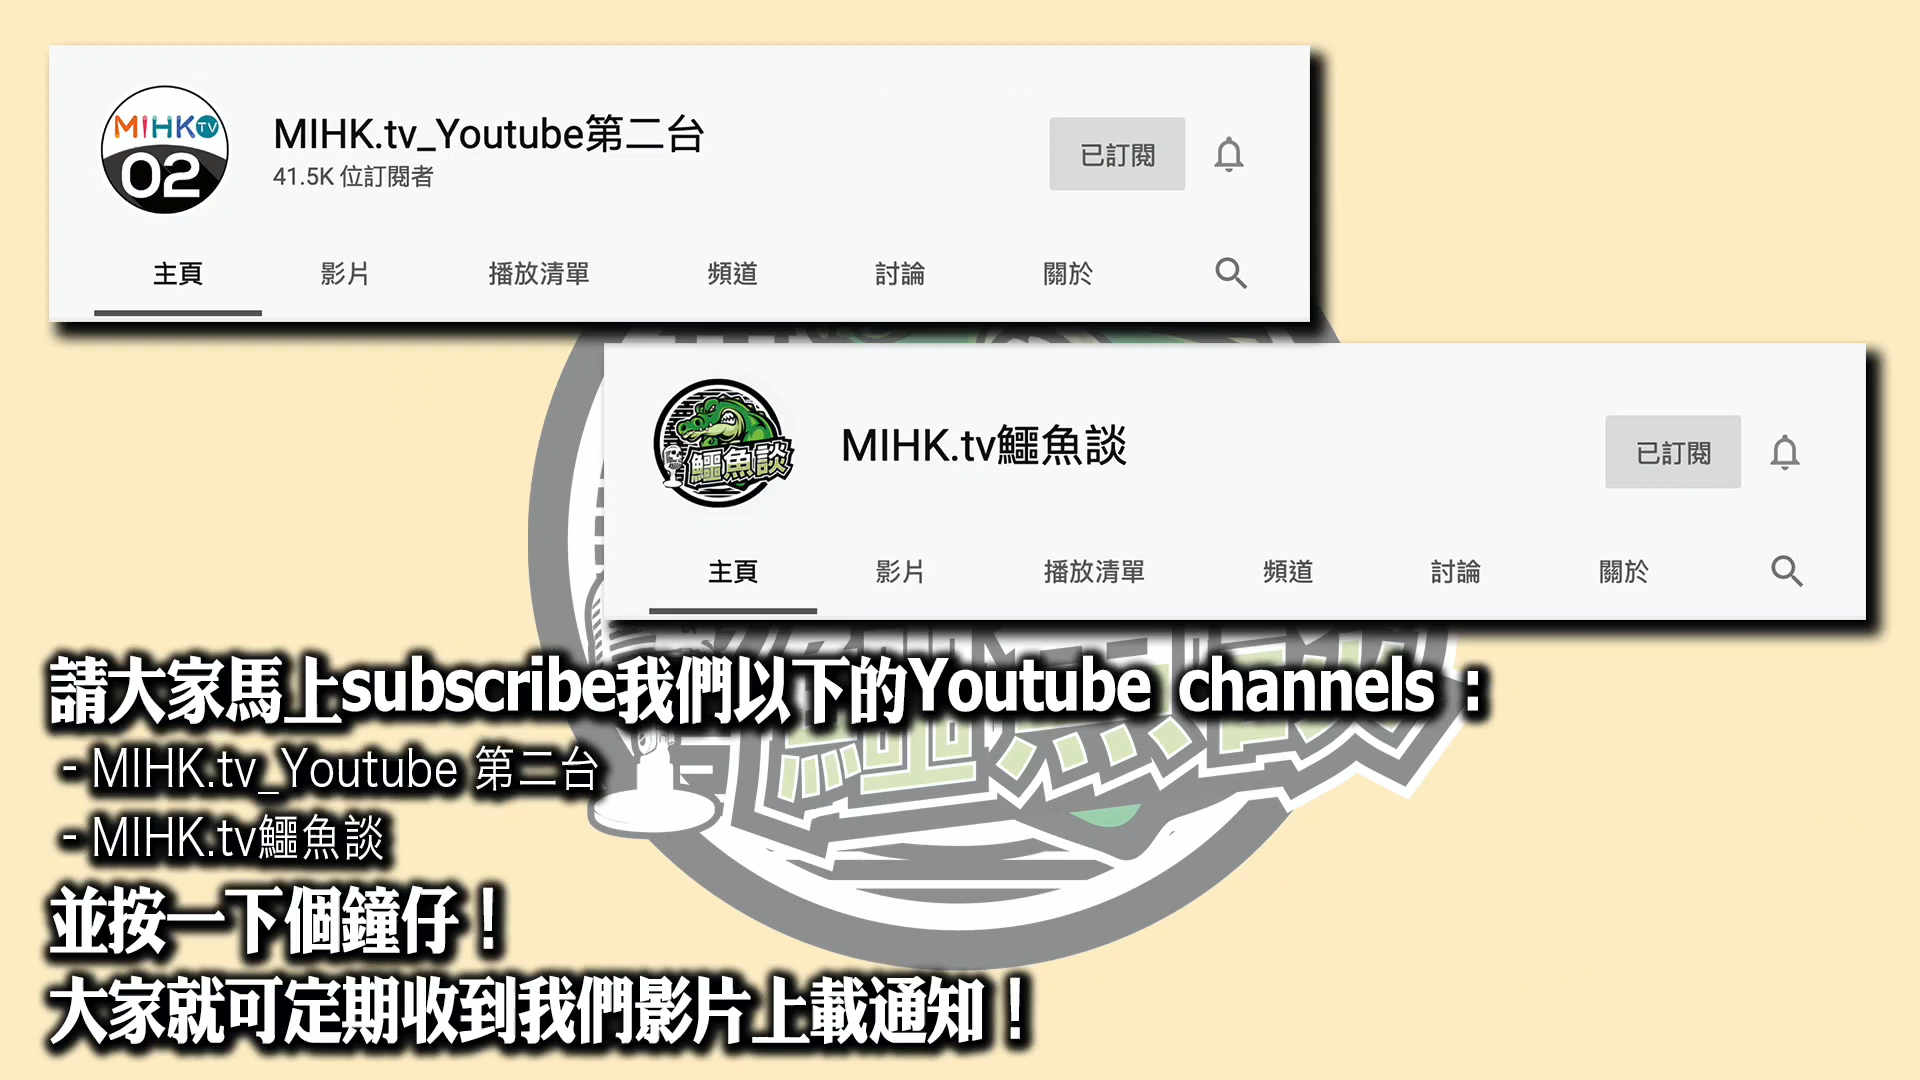 MIHK TV
02
MIHK.tv_Youtube第二台
41.5K 位訂閱者
已訂閱
主頁 影片 播放清單 頻道 討論 關於
鱷魚談
MIHK.tv鱷魚談
已訂閱
主頁 影片 播放清單 頻道 討論 關於
請大家馬上subscribe我們以下的Youtube channels：
- MIHK.tv_Youtube 第二台
- MIHK.tv鱷魚談
並按一下個鐘仔！
大家就可定期收到我們影片上載通知！
鱷魚談